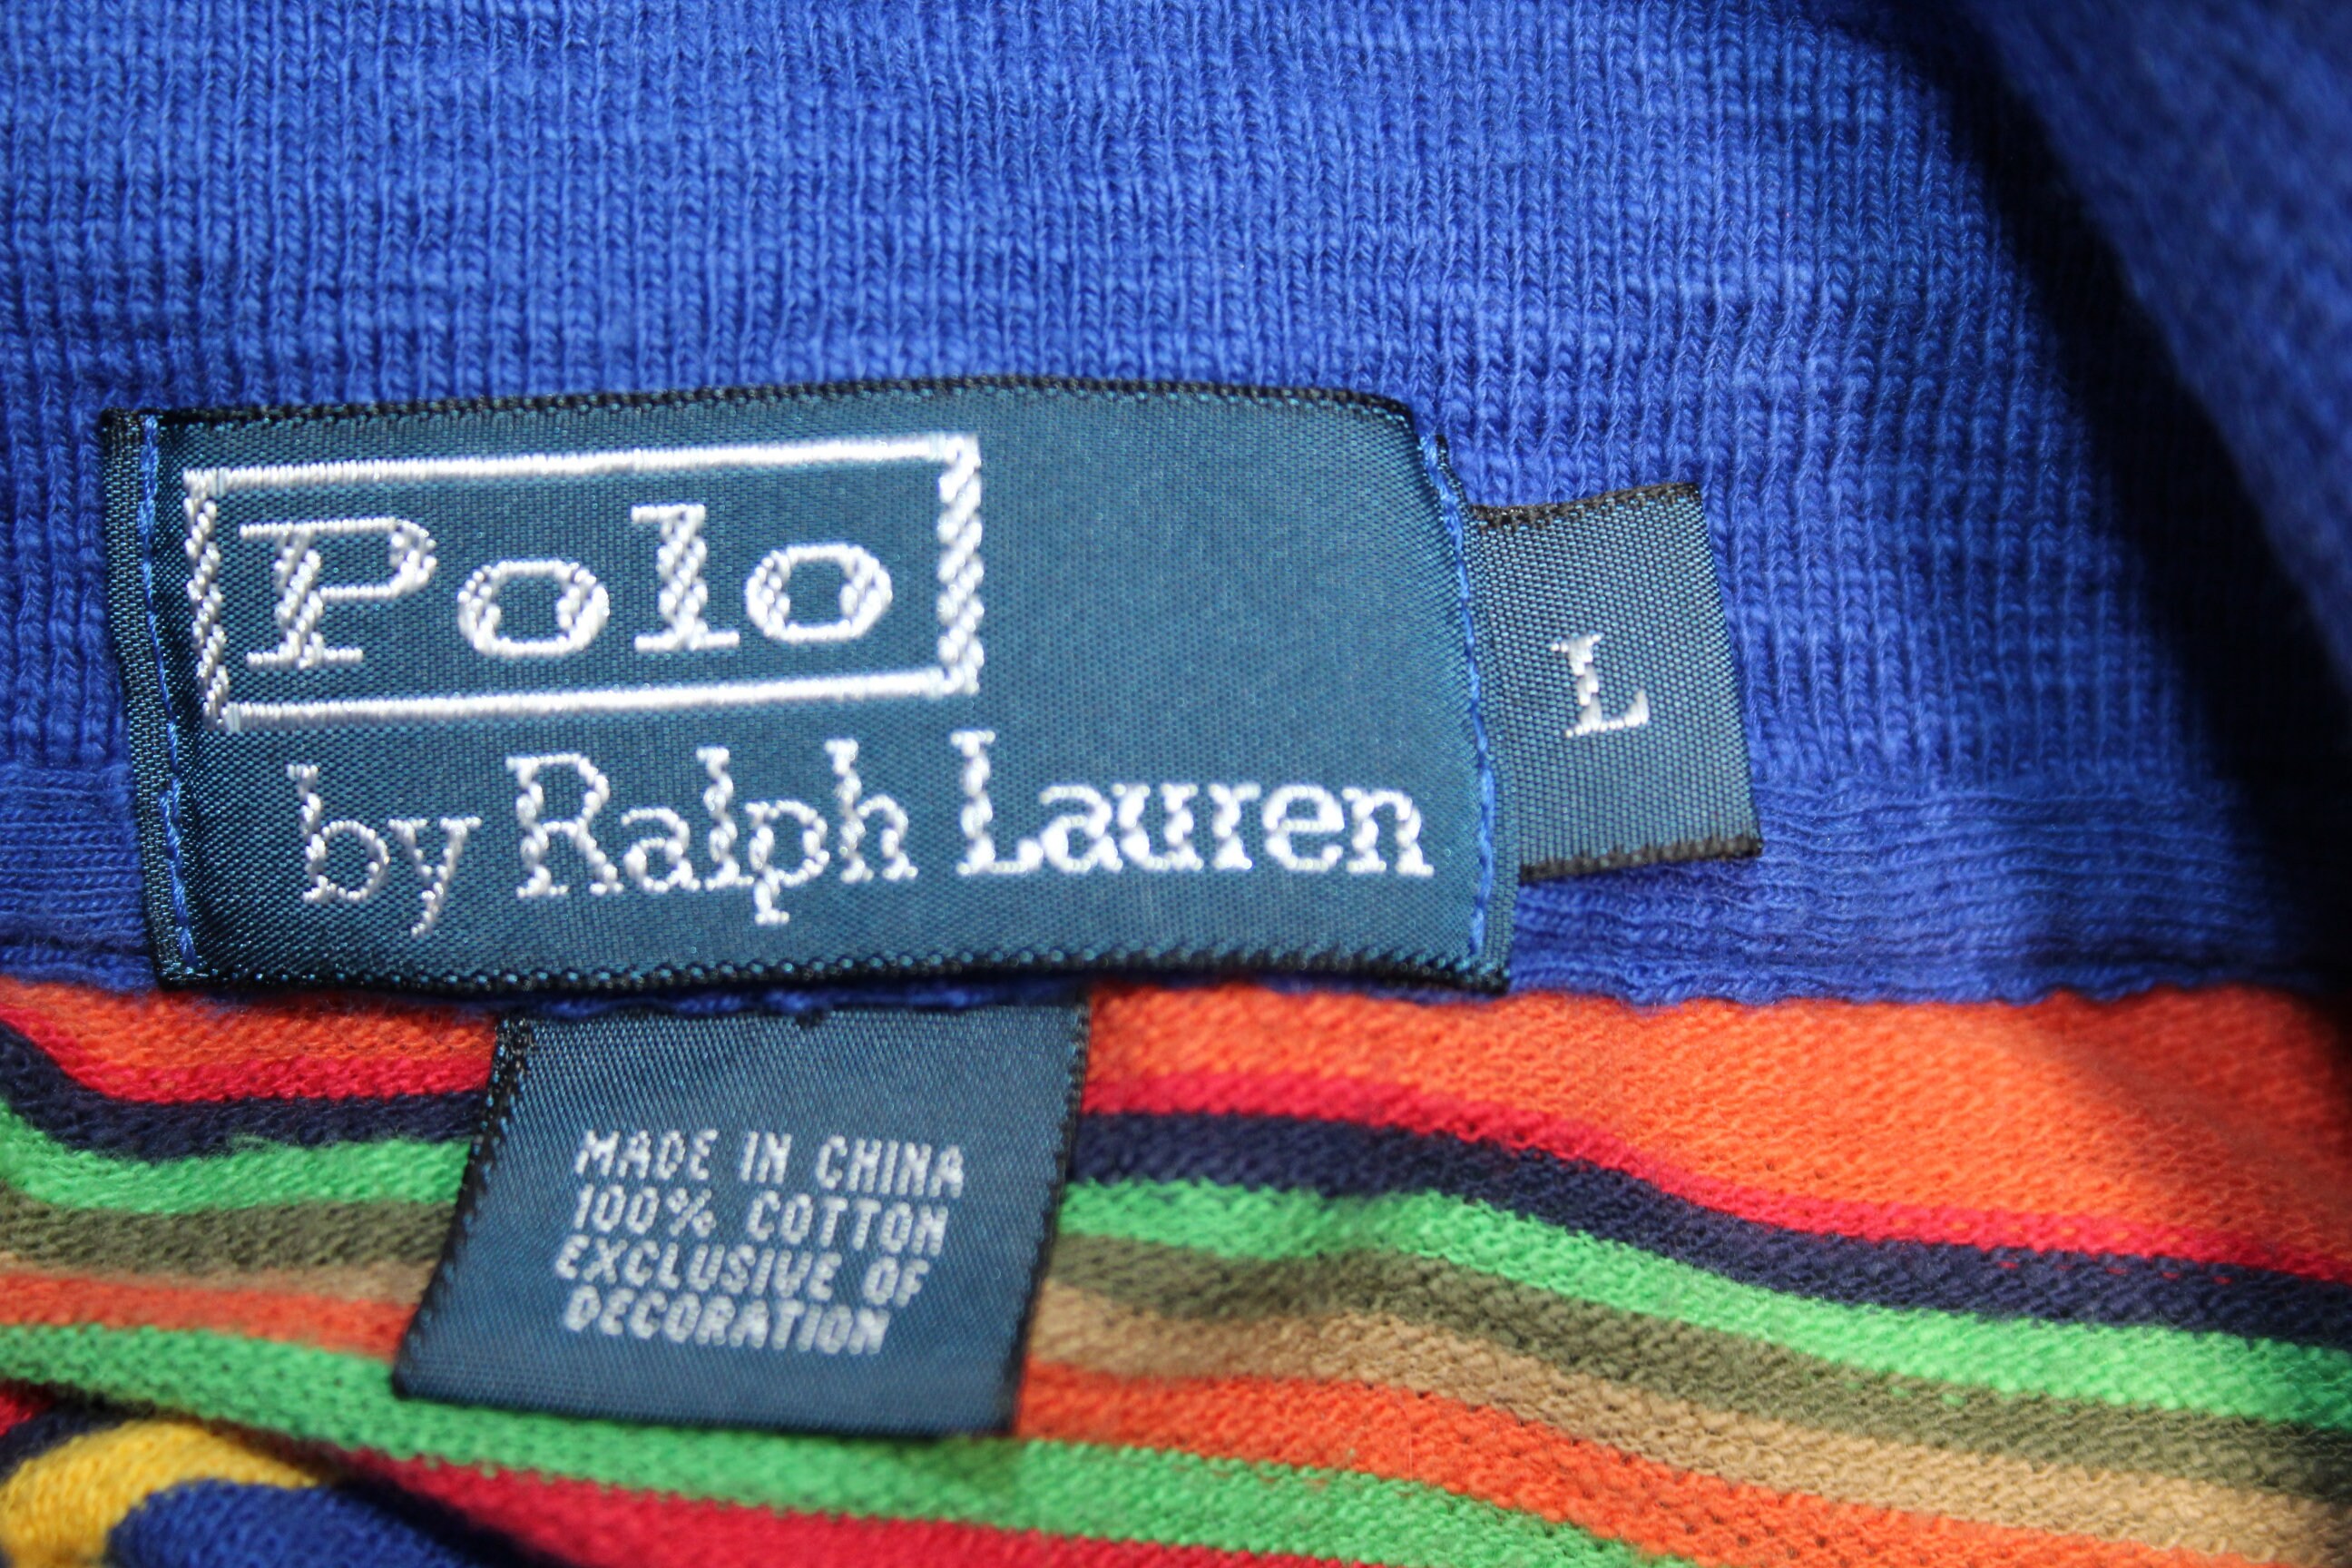 Polo
by Ralph Lauren
L
MADE IN CHINA
100% COTTON
EXCLUSIVE OF
DECORATION